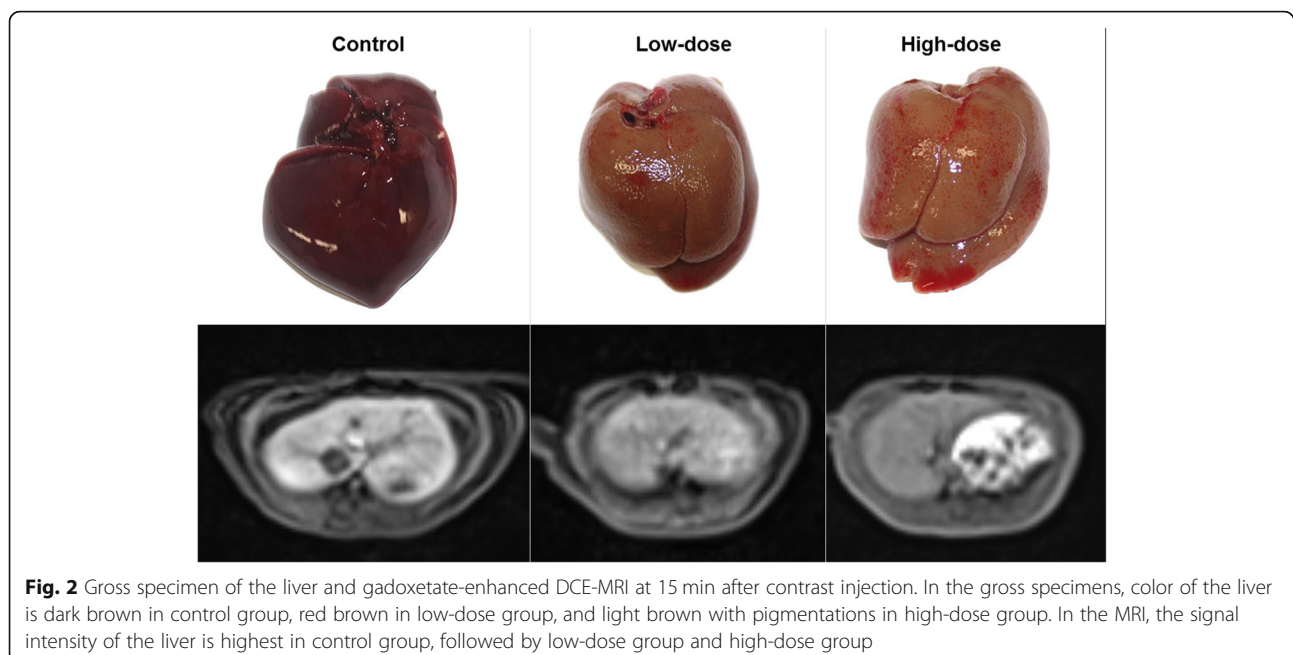 Control
Low-dose
High-dose
Fig. 2 Gross specimen of the liver and gadoxetate-enhanced DCE-MRI at 15 min after contrast injection. In the gross specimens, color of the liver
is dark brown in control group, red brown in low-dose group, and light brown with pigmentations in high-dose group. In the MRI, the signal
intensity of the liver is highest in control group, followed by low-dose group and high-dose group